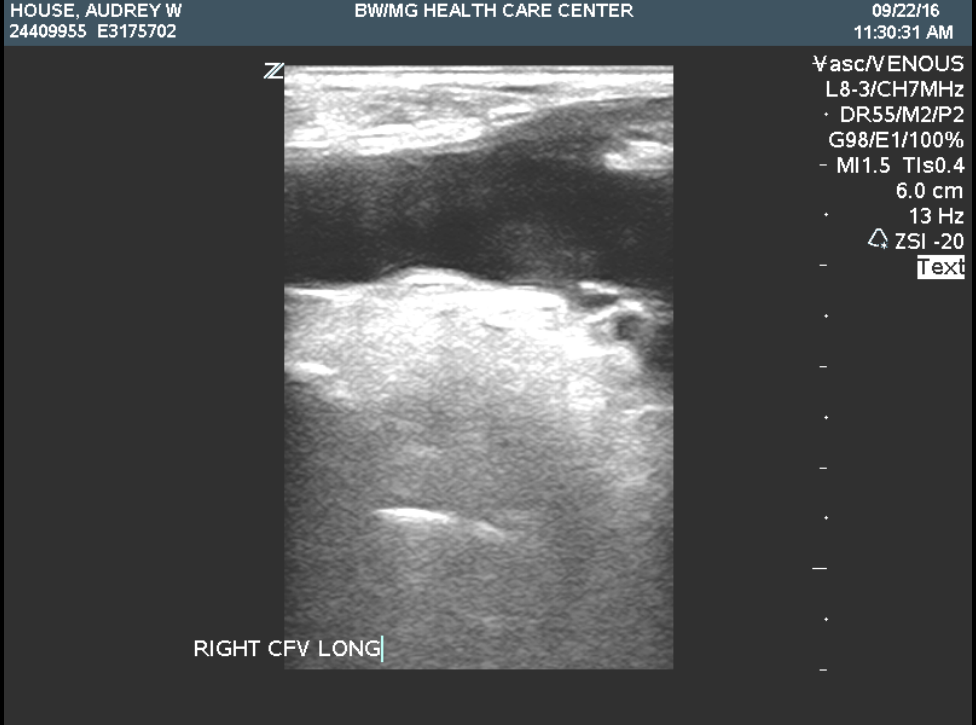 HOUSE, AUDREY W
24409955 E3175702
BW/MG HEALTH CARE CENTER
09/22/16
11:30:31 AM
Z
Vasc/VENOUS
L8-3/CH7MHz
DR55/M2/P2
G98/E1/100%
MI1.5 TIs0.4
6.0 cm
13 Hz
ZSI -20
Text
RIGHT CFV LONG